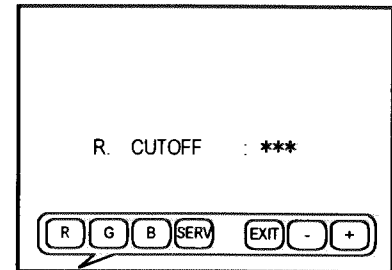 R. CUTOFF : ***
R G B SERV EXIT - +